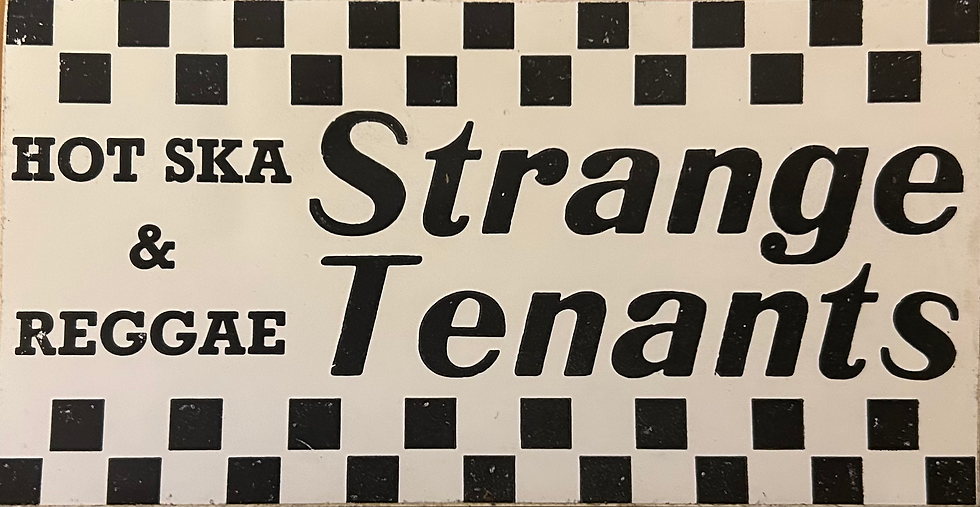 HOT SKA
&
REGGAE
Strange
Tenants